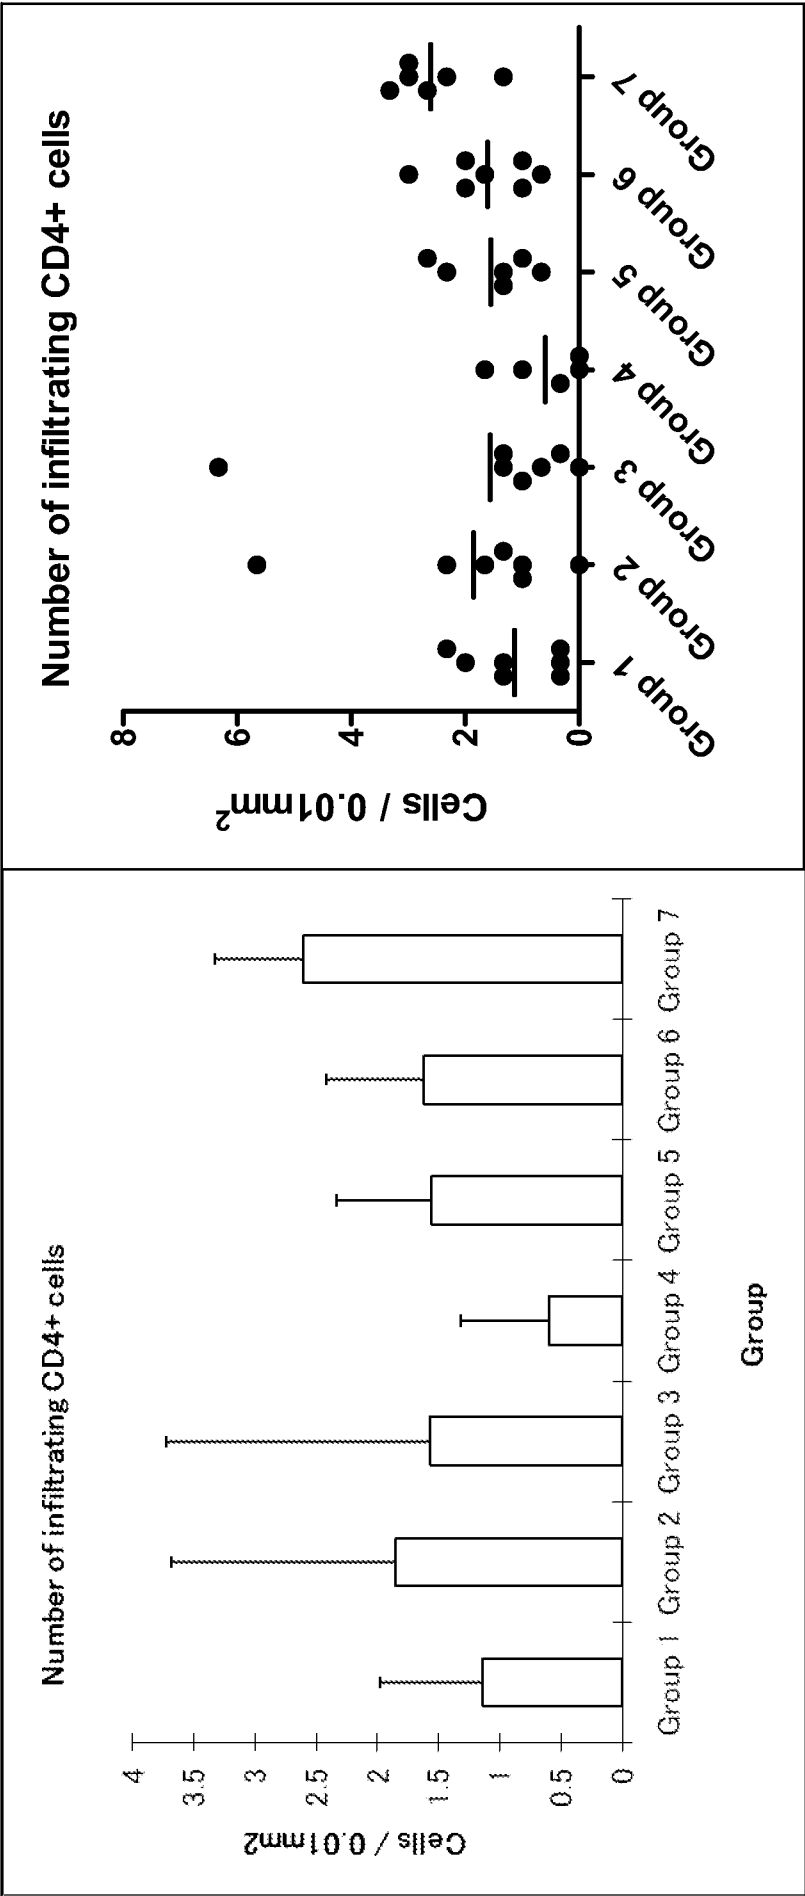 Number of infiltrating CD4+ cells
Cells / 0.01mm2
4
3.5
3
2.5
2
1.5
1
0.5
0
Group 1
Group 2
Group 3
Group 4
Group 5
Group 6
Group 7
Group
Number of infiltrating CD4+ cells
Cells / 0.01mm²
8
6
4
2
0
Group 1
Group 2
Group 3
Group 4
Group 5
Group 6
Group 7